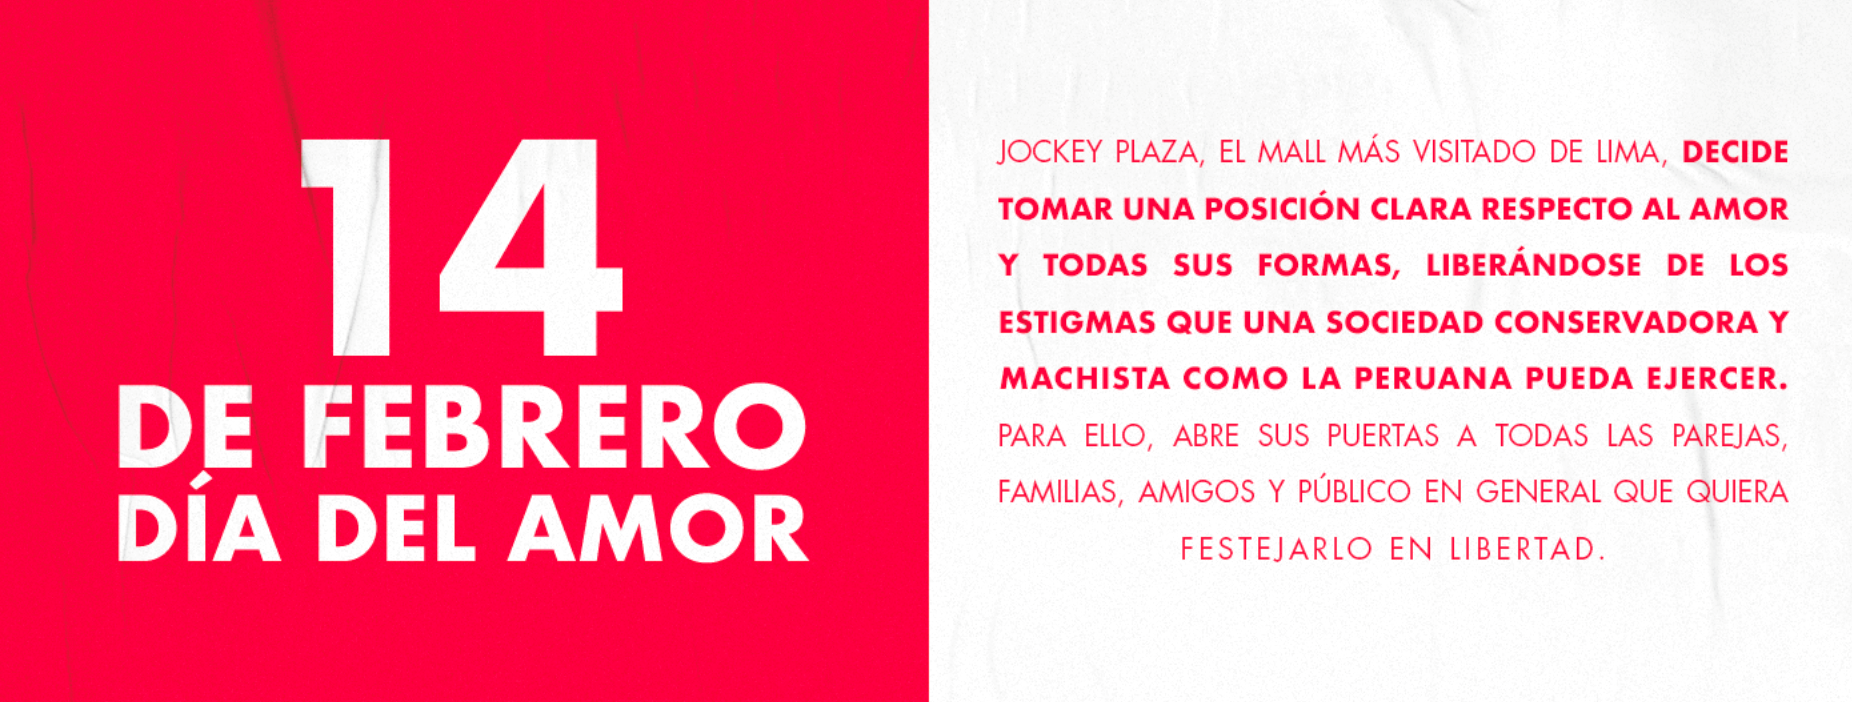 14
DE FEBRERO
DÍA DEL AMOR
JOCKEY PLAZA, EL MALL MÁS VISITADO DE LIMA, DECIDE
TOMAR UNA POSICIÓN CLARA RESPECTO AL AMOR
Y TODAS SUS FORMAS, LIBERÁNDOSE DE LOS
ESTIGMAS QUE UNA SOCIEDAD CONSERVADORA Y
MACHISTA COMO LA PERUANA PUEDA EJERCER.
PARA ELLO, ABRE SUS PUERTAS A TODAS LAS PAREJAS,
FAMILIAS, AMIGOS Y PÚBLICO EN GENERAL QUE QUIERA
FESTEJARLO EN LIBERTAD.